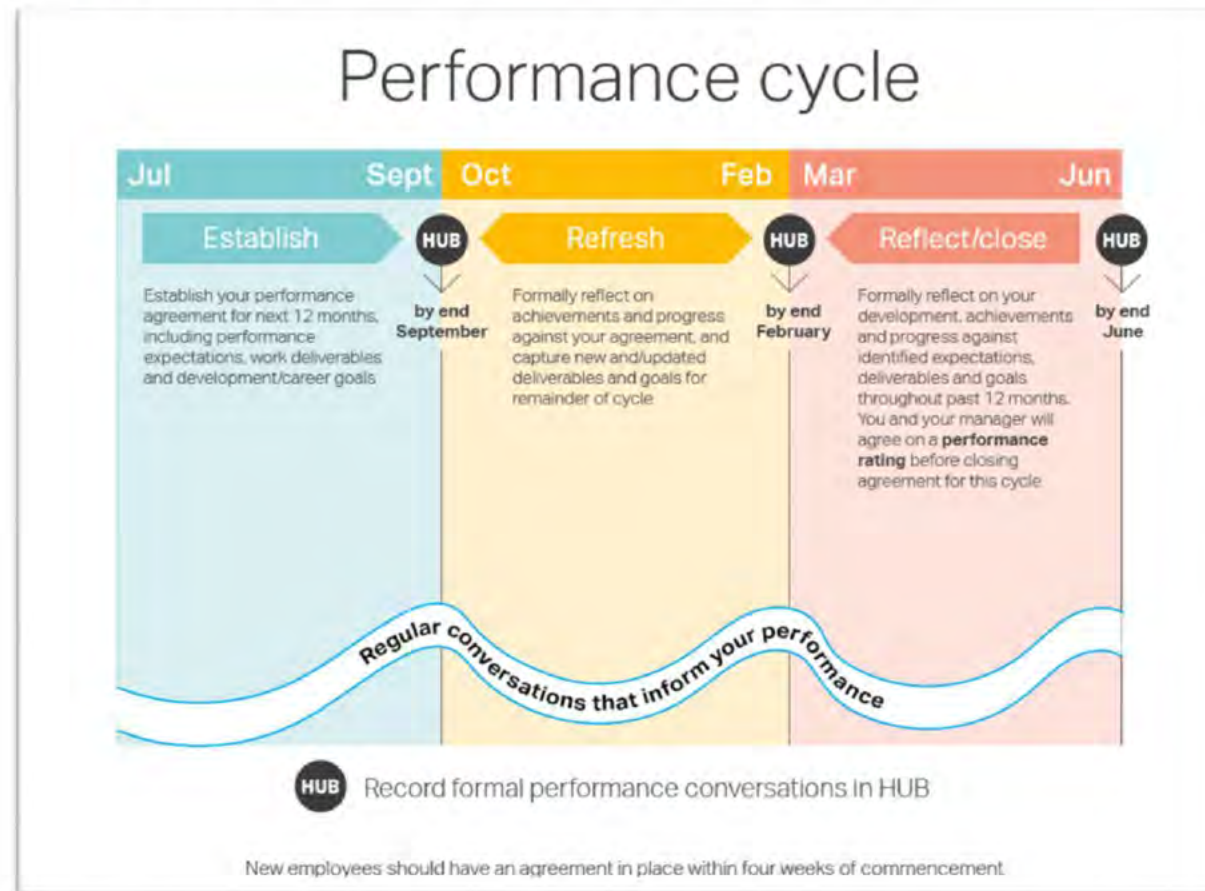 Performance cycle
Jul
Sept
Oct
Feb
Mar
Jun
Establish
HUB
Refresh
HUB
Reflect/close
HUB
Establish your performance
agreement for next 12 months,
including performance
expectations, work deliverables
and development/career goals
by end
September
Formally reflect on
achievements and progress
against your agreement, and
capture new and/updated
deliverables and goals for
remainder of cycle
by end
February
Formally reflect on your
development, achievements
and progress against
identified expectations,
deliverables and goals
throughout past 12 months.
You and your manager will
agree on a performance
rating before closing
agreement for this cycle
by end
June
Regular conversations that inform your performance
HUB Record formal performance conversations in HUB
New employees should have an agreement in place within four weeks of commencement